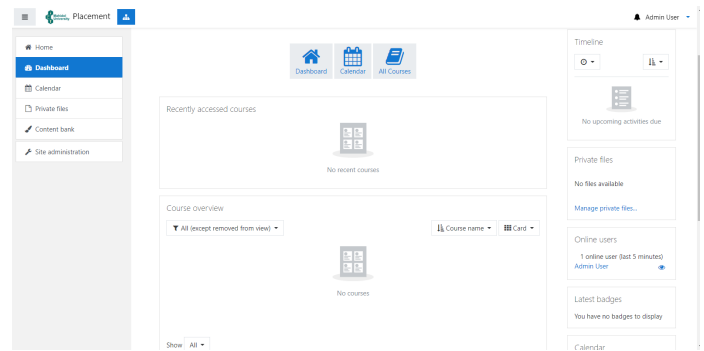 Placement
Admin User
Home
Dashboard
Calendar
Private files
Content bank
Site administration
Dashboard
Calendar
All Courses
Recently accessed courses
No recent courses
Course overview
All (except removed from view)
Course name
Card
No courses
Show All
Timeline
No upcoming activities due
Private files
No files available
Manage private files...
Online users
1 online user (last 5 minutes)
Admin User
Latest badges
You have no badges to display
Calendar